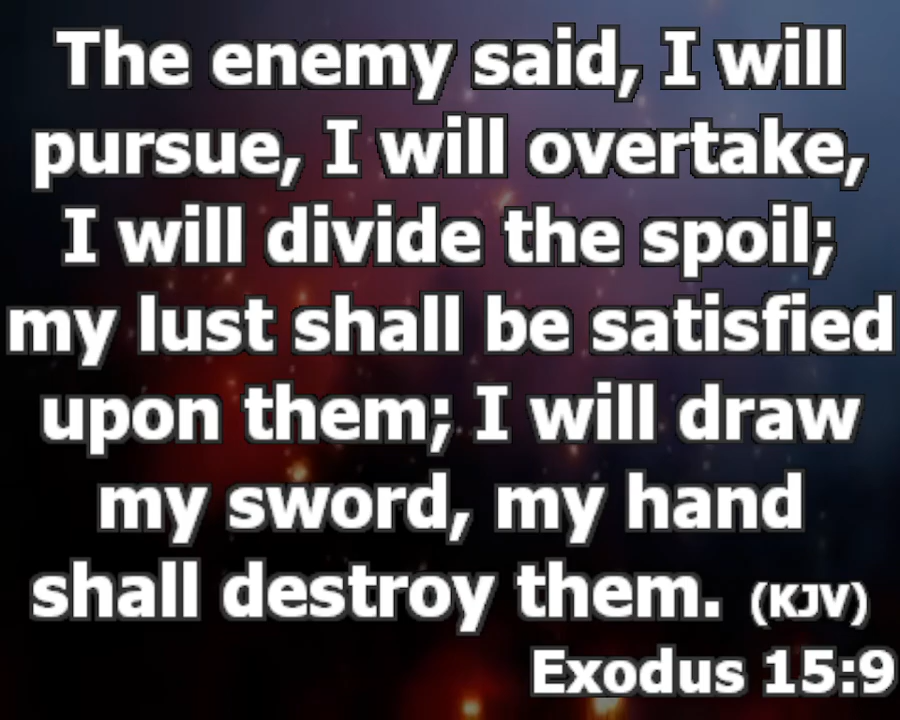 The enemy said, I will
pursue, I will overtake,
I will divide the spoil;
my lust shall be satisfied
upon them; I will draw
my sword, my hand
shall destroy them. (KJV)
Exodus 15:9